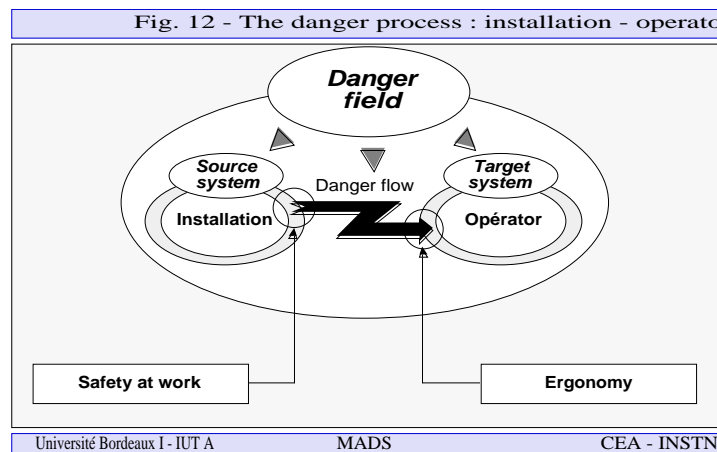 Fig. 12 - The danger process : installation - operato
Danger
field
Source
system
Target
system
Danger flow
Installation
Opérator
Safety at work
Ergonomy
Université Bordeaux I - IUT A MADS CEA - INSTN